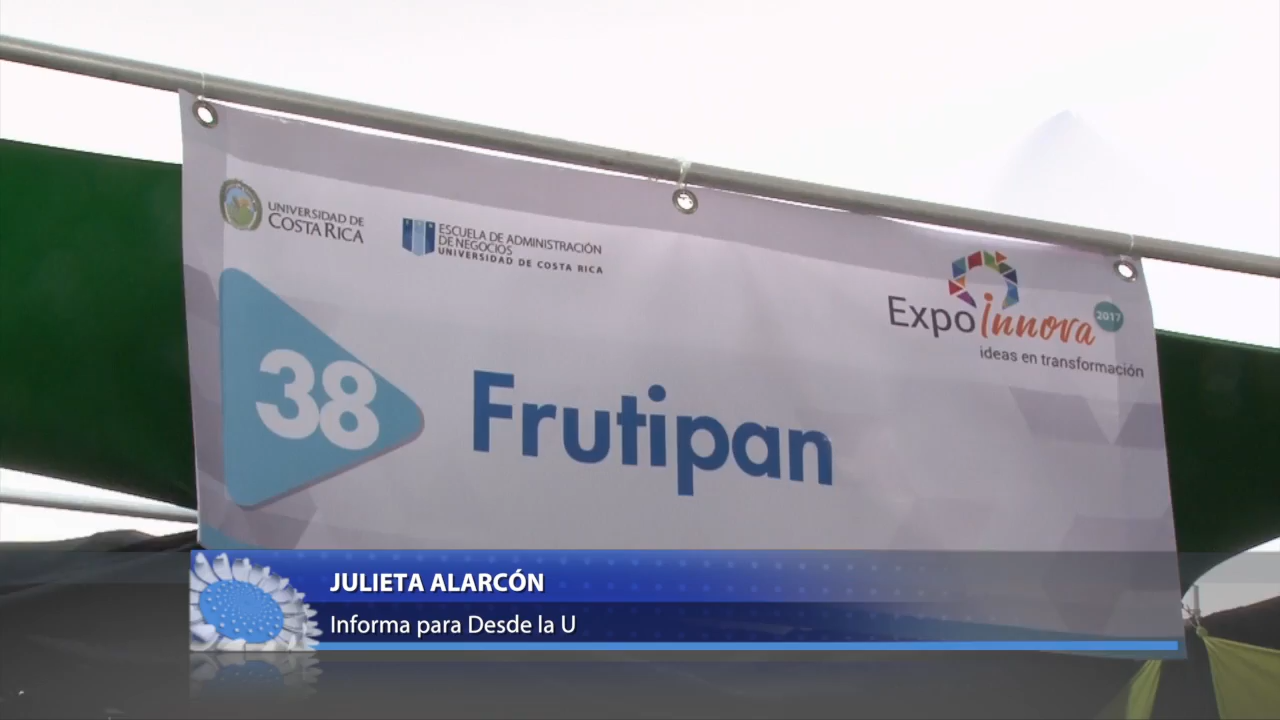 UNIVERSIDAD DE
COSTA RICA
ESCUELA DE ADMINISTRACIÓN
DE NEGOCIOS
UNIVERSIDAD DE COSTA RICA
Expo innova 2017
ideas en transformación
38
Frutipan
JULIETA ALARCÓN
Informa para Desde la U